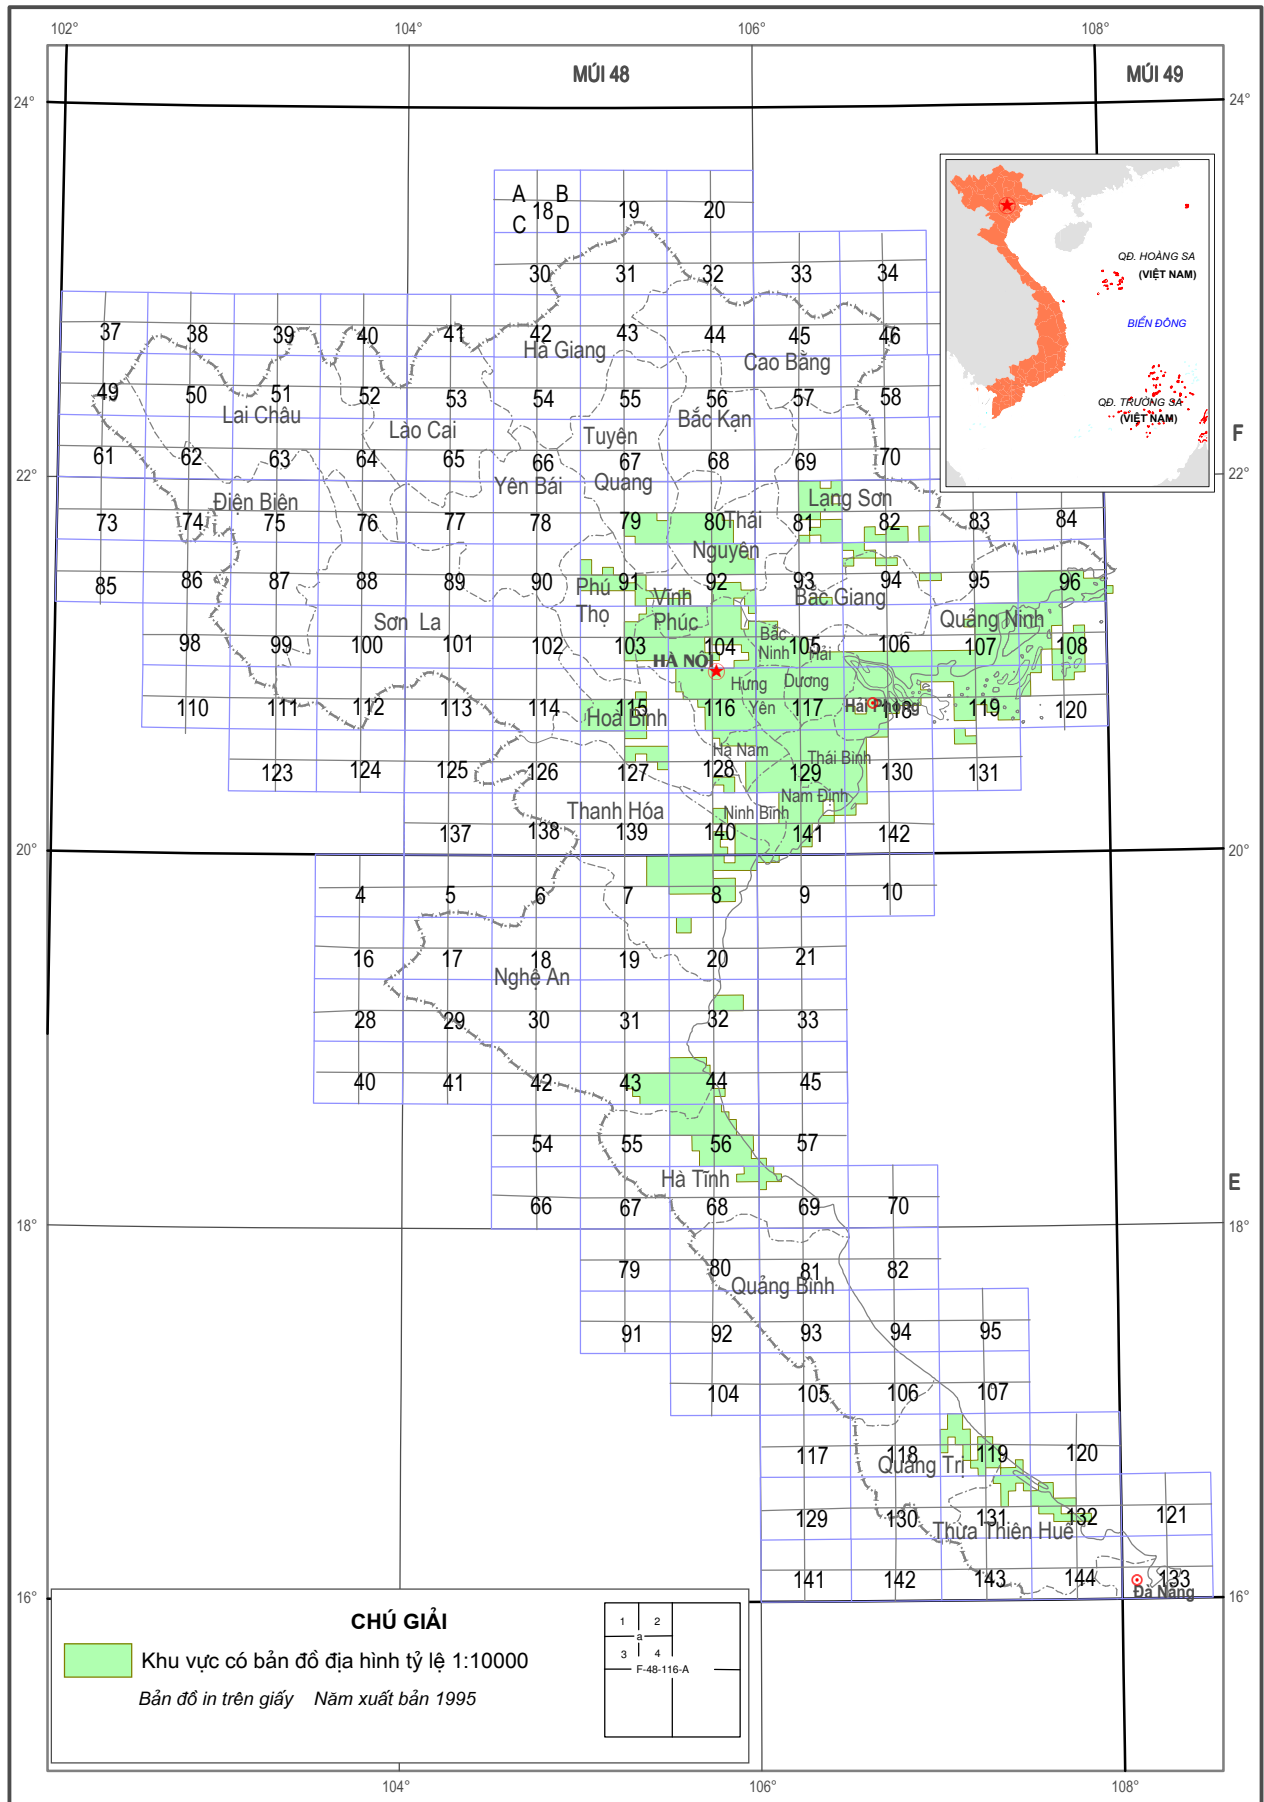 102° 104° 106° 108°
MÚI 48 MÚI 49
24° 24°
A B
18 19 20
C D
30 31 32 33 34
QĐ. HOÀNG SA
(VIỆT NAM)
BIỂN ĐÔNG
QĐ. TRƯỜNG SA
(VIỆT NAM)
37 38 39 40 41 42 43 44 45 46
Hà Giang
Cao Bằng
49 50 51 52 53 54 55 56 57 58
Lai Châu
Lào Cai
Bắc Kạn
Tuyên
Quang
F
61 62 63 64 65 66 67 68 69 70
22° 22°
Yên Bái
Điện Biên
Lạng Sơn
73 74 75 76 77 78 79 80 81 82 83 84
Thái
Nguyên
85 86 87 88 89 90 91 92 93 94 95 96
Phú
Thọ
Vĩnh
Phúc
Bắc Giang
Quảng Ninh
Sơn La
98 99 100 101 102 103 104 105 106 107 108
Bắc
Ninh
Hải
Dương
HÀ NỘI
Hưng
Yên
110 111 112 113 114 115 116 117 118 119 120
Hoà Bình
Hải Phòng
Hà Nam
Thái Bình
123 124 125 126 127 128 129 130 131
Nam Định
Thanh Hóa
Ninh Bình
137 138 139 140 141 142
20° 20°
4 5 6 7 8 9 10
16 17 18 19 20 21
Nghệ An
28 29 30 31 32 33
40 41 42 43 44 45
54 55 56 57
Hà Tĩnh
E
66 67 68 69 70
18° 18°
79 80 81 82
Quảng Bình
91 92 93 94 95
104 105 106 107
117 118 119 120
Quảng Trị
129 130 131 132 121
Thừa Thiên Huế
141 142 143 144 133
Đà Nẵng
16° 16°
CHÚ GIẢI
Khu vực có bản đồ địa hình tỷ lệ 1:10000
Bản đồ in trên giấy Năm xuất bản 1995
1 2
a
3 4
F-48-116-A
104° 106° 108°